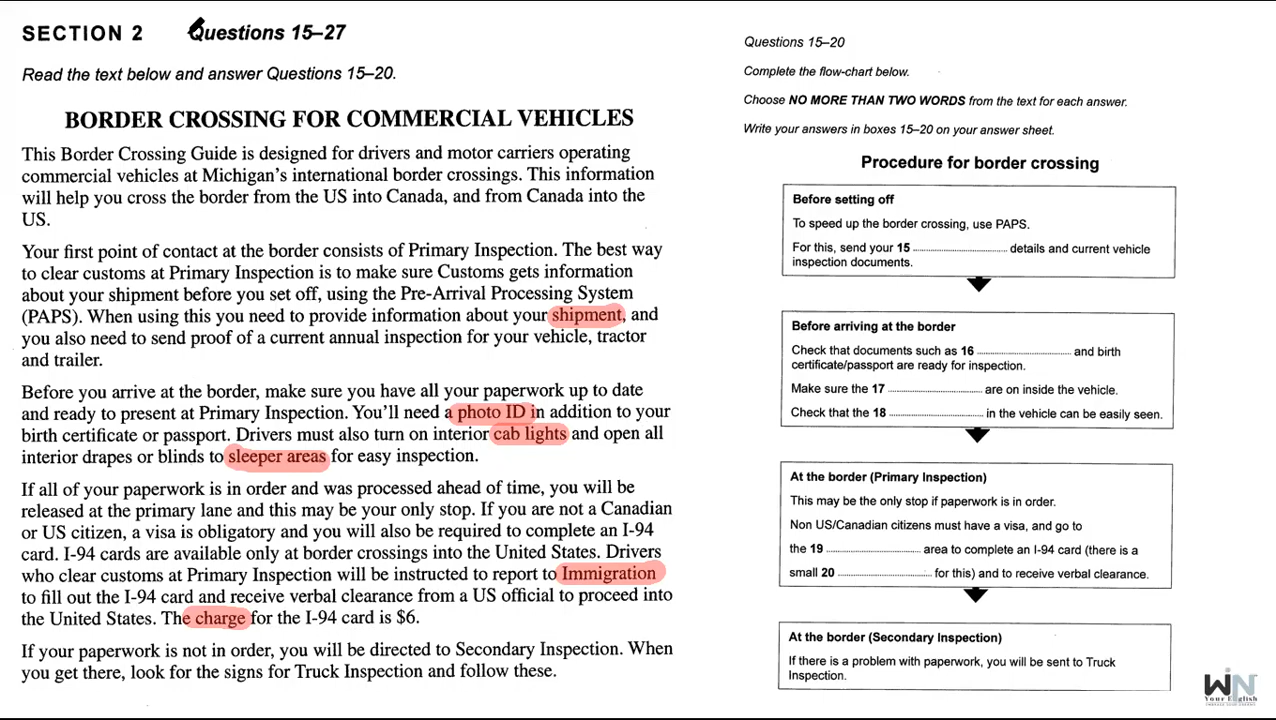 SECTION 2 Questions 15–27
Read the text below and answer Questions 15–20.
BORDER CROSSING FOR COMMERCIAL VEHICLES
This Border Crossing Guide is designed for drivers and motor carriers operating
commercial vehicles at Michigan's international border crossings. This information
will help you cross the border from the US into Canada, and from Canada into the
US.
Your first point of contact at the border consists of Primary Inspection. The best way
to clear customs at Primary Inspection is to make sure Customs gets information
about your shipment before you set off, using the Pre-Arrival Processing System
(PAPS). When using this you need to provide information about your shipment, and
you also need to send proof of a current annual inspection for your vehicle, tractor
and trailer.
Before you arrive at the border, make sure you have all your paperwork up to date
and ready to present at Primary Inspection. You'll need a photo ID in addition to your
birth certificate or passport. Drivers must also turn on interior cab lights and open all
interior drapes or blinds to sleeper areas for easy inspection.
If all of your paperwork is in order and was processed ahead of time, you will be
released at the primary lane and this may be your only stop. If you are not a Canadian
or US citizen, a visa is obligatory and you will also be required to complete an I-94
card. I-94 cards are available only at border crossings into the United States. Drivers
who clear customs at Primary Inspection will be instructed to report to Immigration
to fill out the I-94 card and receive verbal clearance from a US official to proceed into
the United States. The charge for the I-94 card is $6.
If your paperwork is not in order, you will be directed to Secondary Inspection. When
you get there, look for the signs for Truck Inspection and follow these.
Questions 15–20
Complete the flow-chart below.
Choose NO MORE THAN TWO WORDS from the text for each answer.
Write your answers in boxes 15–20 on your answer sheet.
Procedure for border crossing
Before setting off
To speed up the border crossing, use PAPS.
For this, send your 15 .............................. details and current vehicle
inspection documents.
Before arriving at the border
Check that documents such as 16 .............................. and birth
certificate/passport are ready for inspection.
Make sure the 17 .............................. are on inside the vehicle.
Check that the 18 .............................. in the vehicle can be easily seen.
At the border (Primary Inspection)
This may be the only stop if paperwork is in order.
Non US/Canadian citizens must have a visa, and go to
the 19 .............................. area to complete an I-94 card (there is a
small 20 .............................. for this) and to receive verbal clearance.
At the border (Secondary Inspection)
If there is a problem with paperwork, you will be sent to Truck
Inspection.
WIN
Your English